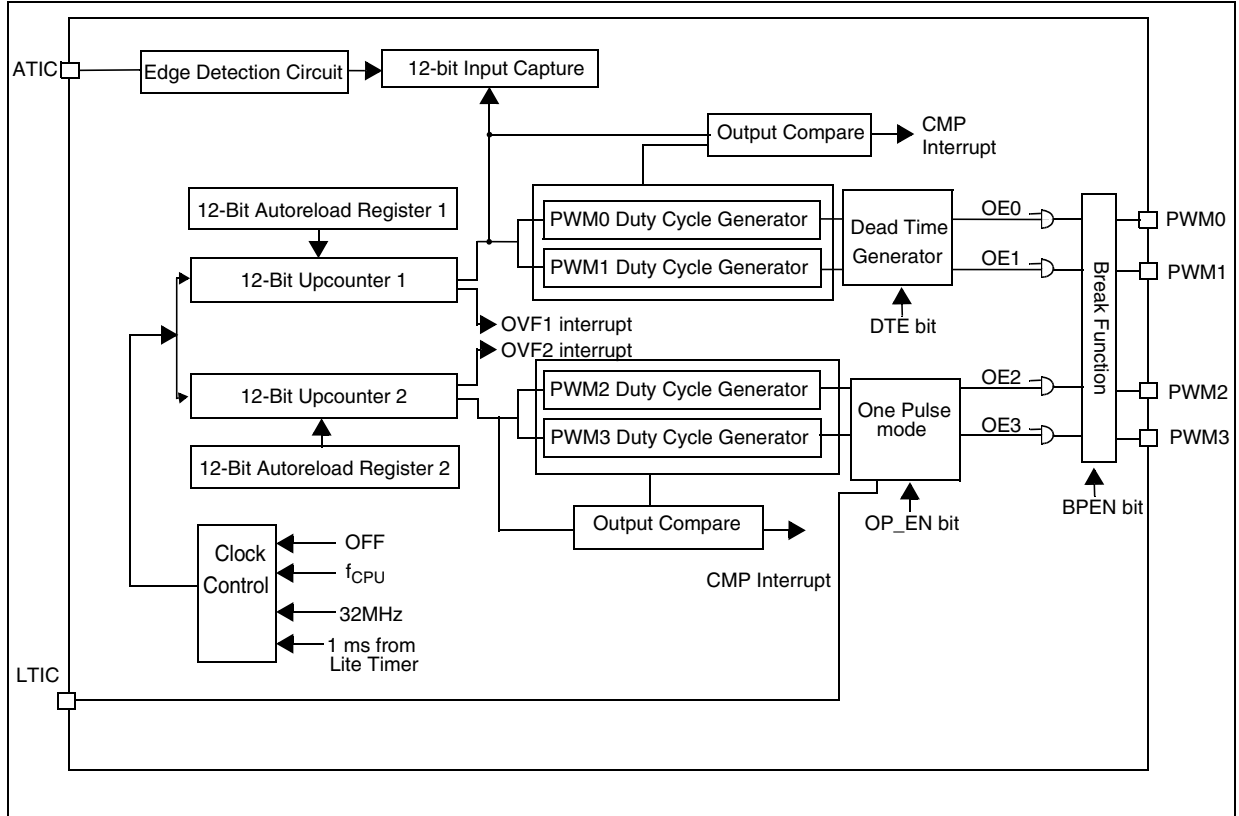 ATIC
Edge Detection Circuit
12-bit Input Capture
Output Compare
CMP
Interrupt
12-Bit Autoreload Register 1
PWM0 Duty Cycle Generator
PWM1 Duty Cycle Generator
Dead Time
Generator
OE0
OE1
PWM0
PWM1
12-Bit Upcounter 1
DTE bit
Break Function
OVF1 interrupt
OVF2 interrupt
12-Bit Upcounter 2
PWM2 Duty Cycle Generator
PWM3 Duty Cycle Generator
One Pulse
mode
OE2
OE3
PWM2
PWM3
12-Bit Autoreload Register 2
BPEN bit
OP_EN bit
Output Compare
CMP Interrupt
Clock
Control
OFF
fCPU
32MHz
1 ms from
Lite Timer
LTIC